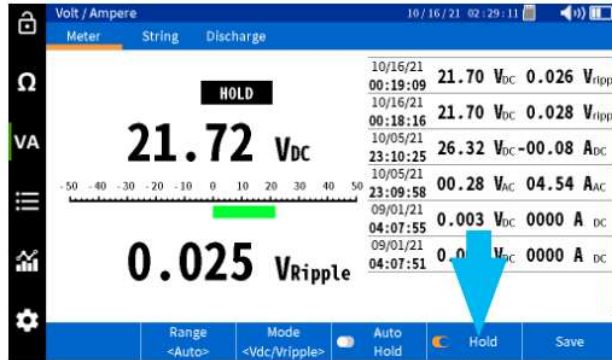 Volt / Ampere 10/16/21 02:29:11
Meter String Discharge
Ω
VA
HOLD
21.72 VDC
-50 -40 -30 -20 -10 0 10 20 30 40 50
0.025 VRipple
10/16/21
00:19:09 21.70 VDC 0.026 Vripp
10/16/21
00:18:16 21.70 VDC 0.028 Vripp
10/05/21
23:10:25 26.32 VDC -00.08 ADC
10/05/21
23:09:58 00.28 VAC 04.54 AAC
09/01/21
04:07:55 0.003 VDC 0000 A DC
09/01/21
04:07:51 DC 0000 A DC
Range Mode Auto Hold Save
<Auto> <Vdc/Vripple> Hold